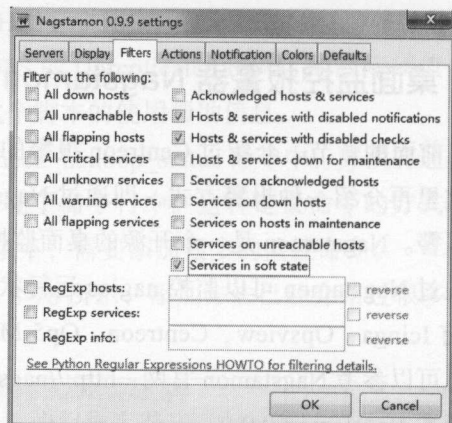 Nagstamon 0.9.9 settings
Servers Display Filters Actions Notification Colors Defaults
Filter out the following:
All down hosts
Acknowledged hosts & services
All unreachable hosts
Hosts & services with disabled notifications
All flapping hosts
Hosts & services with disabled checks
All critical services
Hosts & services down for maintenance
All unknown services
Services on acknowledged hosts
All warning services
Services on down hosts
All flapping services
Services on hosts in maintenance
Services on unreachable hosts
Services in soft state
RegExp hosts:
reverse
RegExp services:
reverse
RegExp info:
reverse
See Python Regular Expressions HOWTO for filtering details.
OK
Cancel